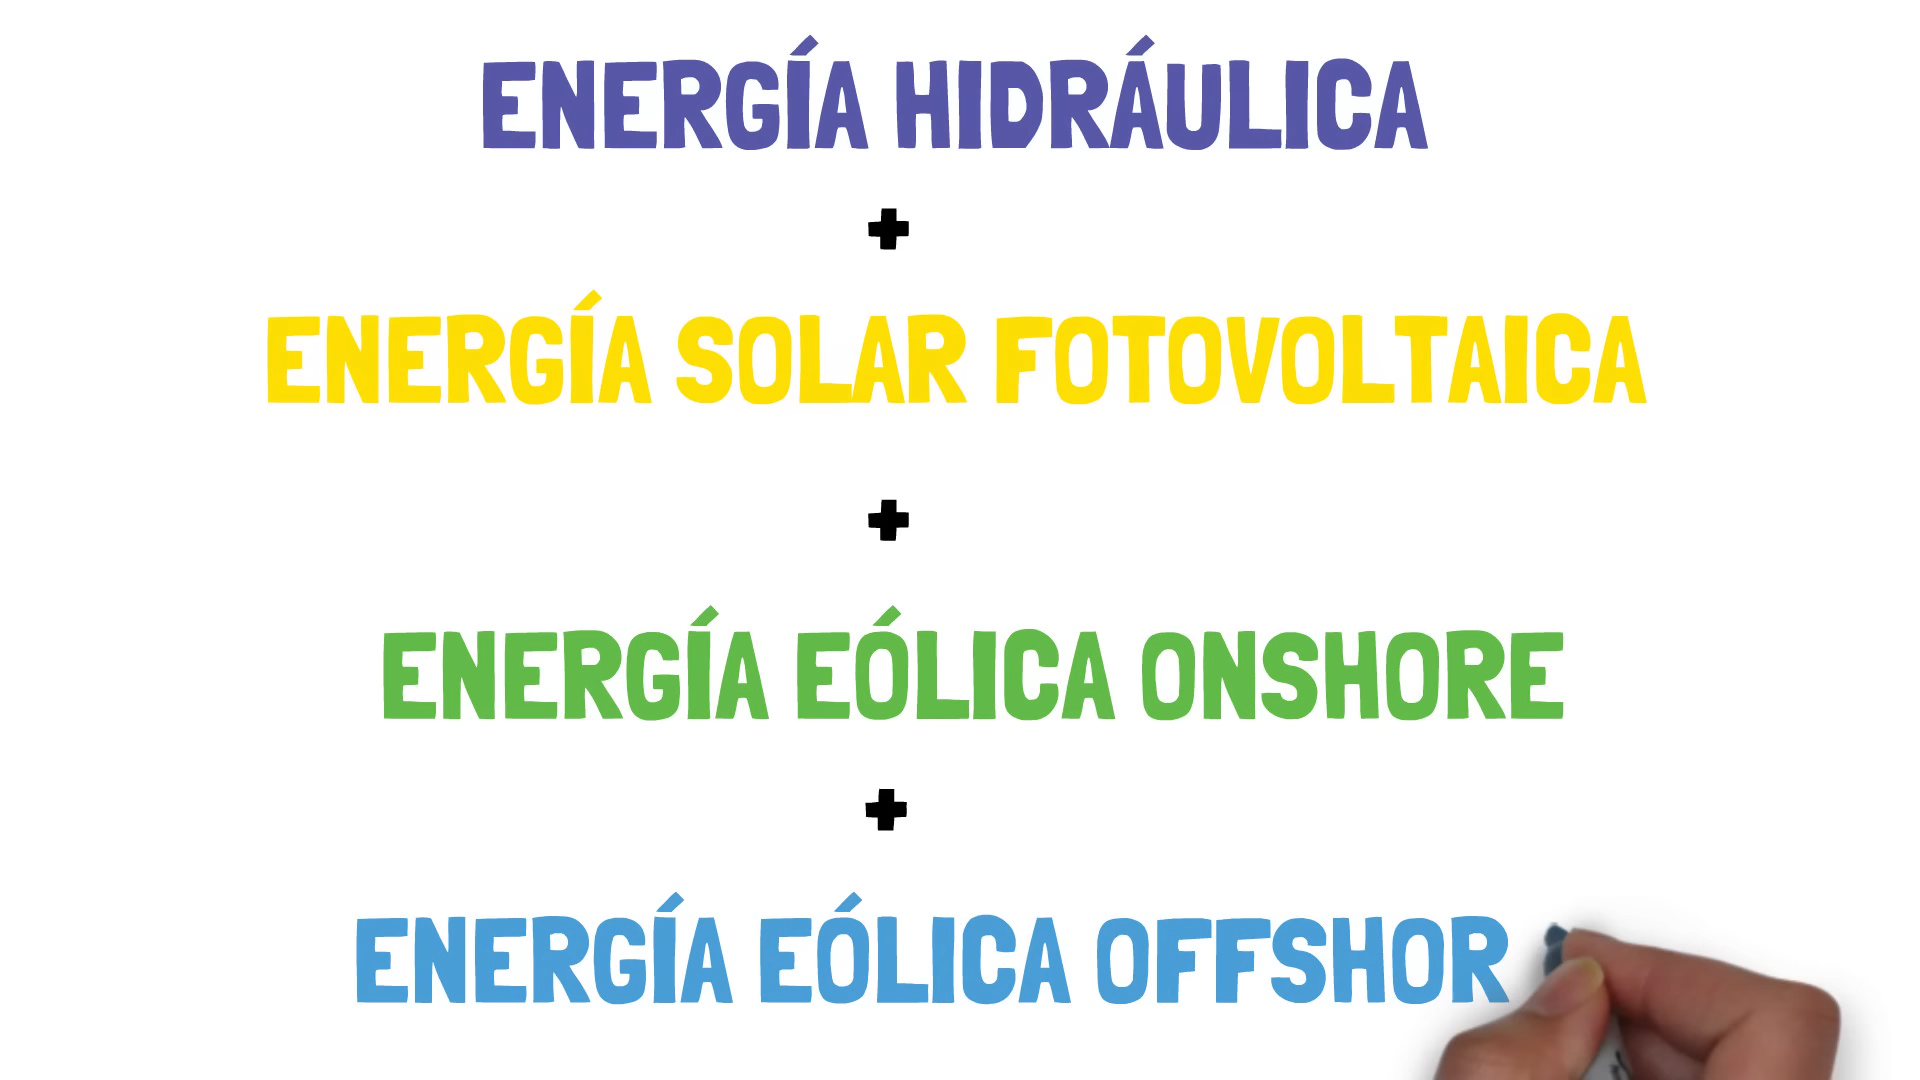 ENERGÍA HIDRÁULICA
+
ENERGÍA SOLAR FOTOVOLTAICA
+
ENERGÍA EÓLICA ONSHORE
+
ENERGÍA EÓLICA OFFSHOR